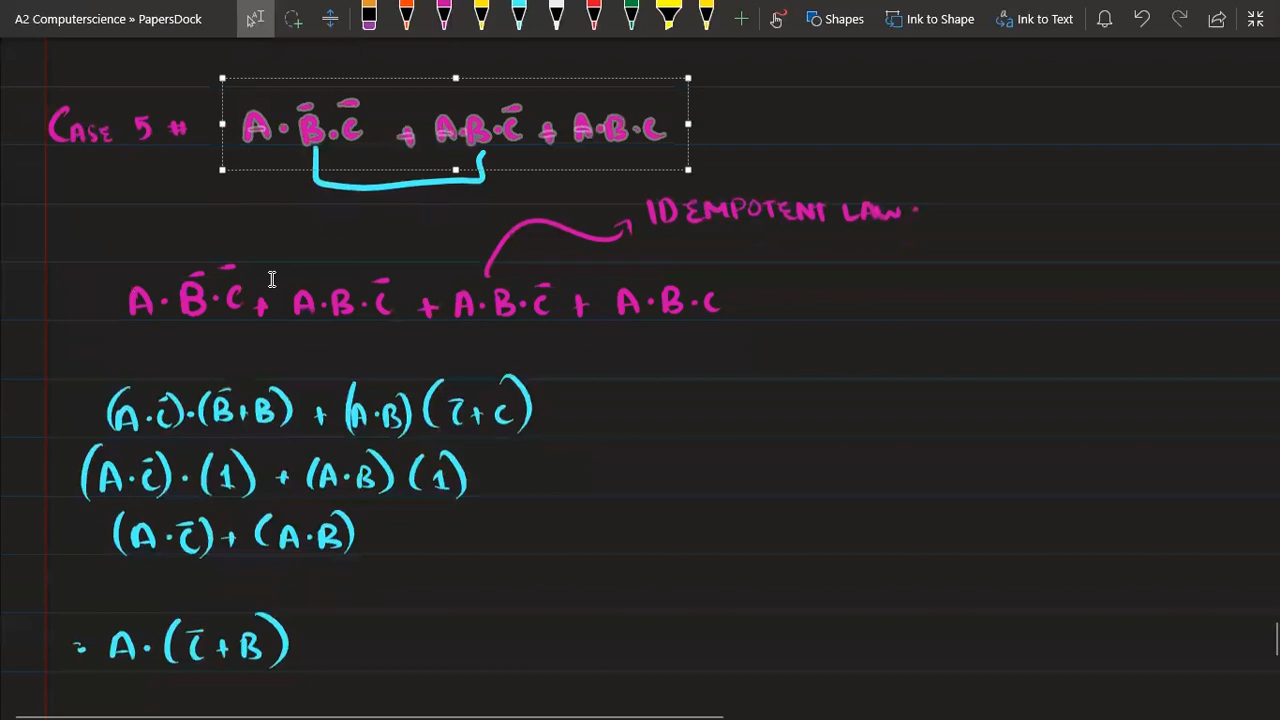 A2 Computerscience » PapersDock
Shapes
Ink to Shape
Ink to Text
CASE 5 # A·B̄·C̄ + A·B·C̄ + A·B·C
IDEMPOTENT LAW.
A·B̄·C̄ + A·B·C̄ + A·B·C̄ + A·B·C
(A·C̄)·(B̄+B) + (A·B)(C̄+C)
(A·C̄)·(1) + (A·B)(1)
(A·C̄)+(A·B)
= A·(C̄+B)